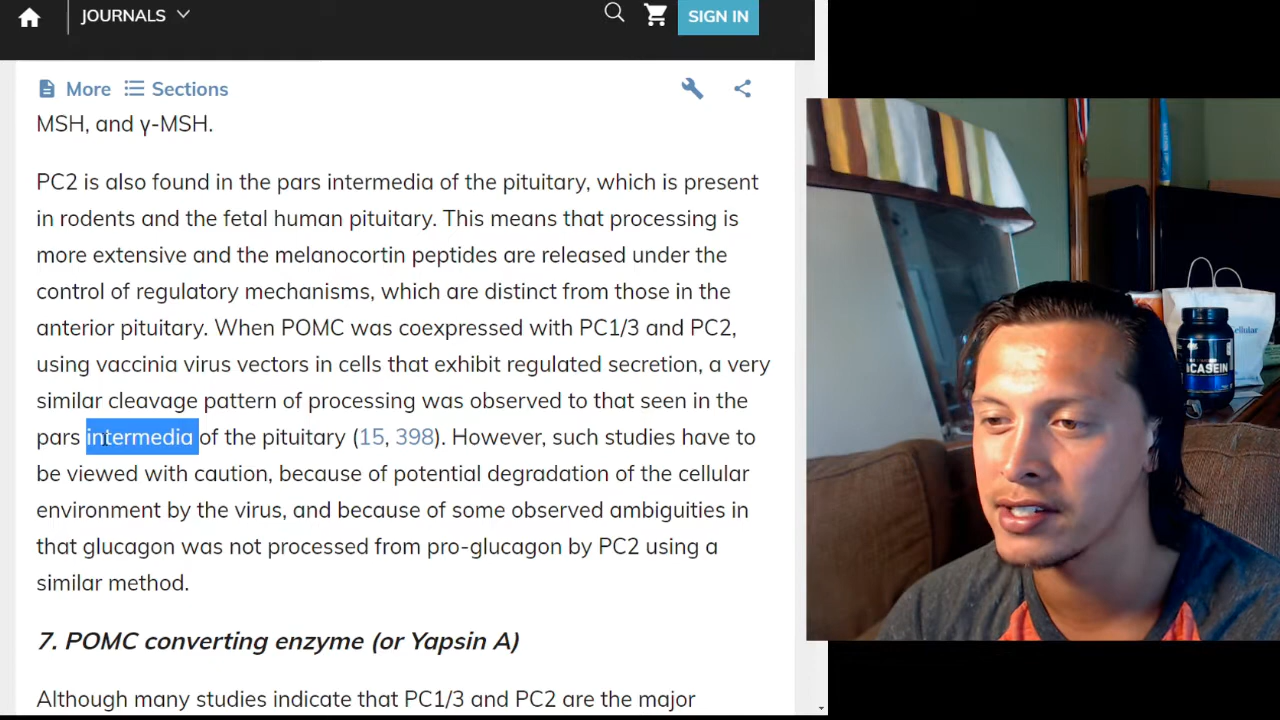 JOURNALS
SIGN IN
More
Sections
MSH, and γ-MSH.
PC2 is also found in the pars intermedia of the pituitary, which is present
in rodents and the fetal human pituitary. This means that processing is
more extensive and the melanocortin peptides are released under the
control of regulatory mechanisms, which are distinct from those in the
anterior pituitary. When POMC was coexpressed with PC1/3 and PC2,
using vaccinia virus vectors in cells that exhibit regulated secretion, a very
similar cleavage pattern of processing was observed to that seen in the
pars intermedia of the pituitary (15, 398). However, such studies have to
be viewed with caution, because of potential degradation of the cellular
environment by the virus, and because of some observed ambiguities in
that glucagon was not processed from pro-glucagon by PC2 using a
similar method.
7. POMC converting enzyme (or Yapsin A)
Although many studies indicate that PC1/3 and PC2 are the major
Cellular
CASEIN